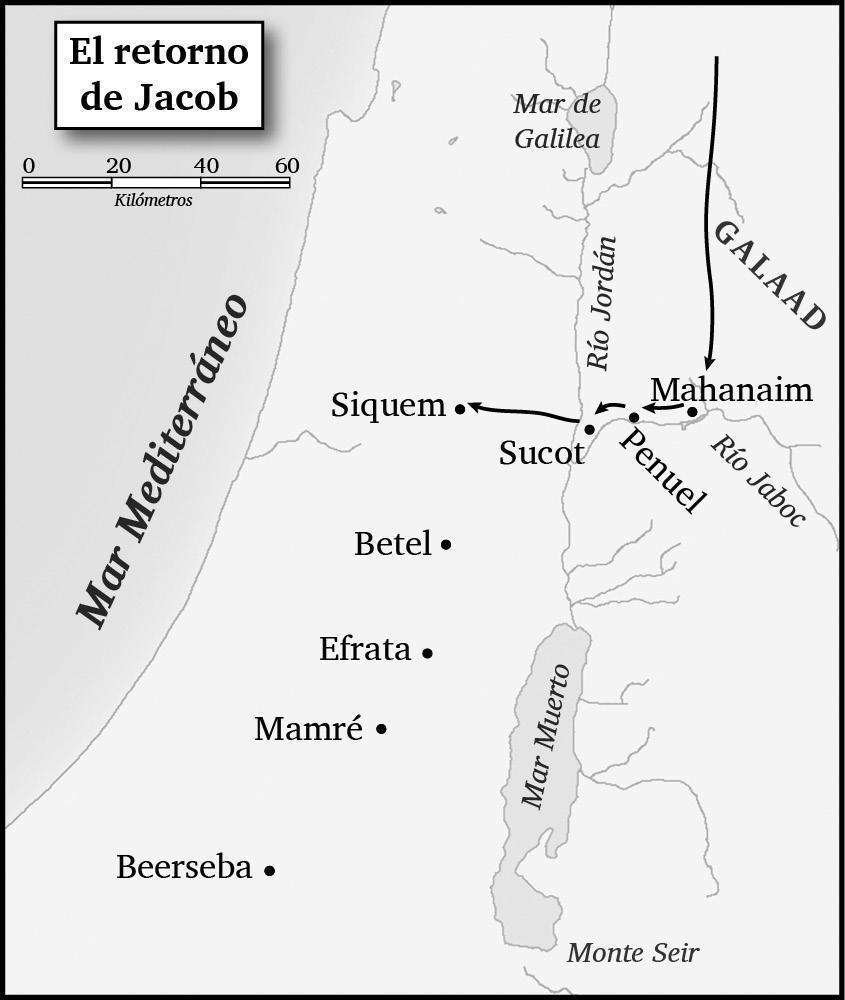 El retorno
de Jacob
0 20 40 60
Kilómetros
Mar de
Galilea
GALAAD
Río Jordán
Mar Mediterráneo
Mahanaim
Siquem
Sucot
Penuel
Río Jaboc
Betel
Efrata
Mamré
Mar Muerto
Beerseba
Monte Seir